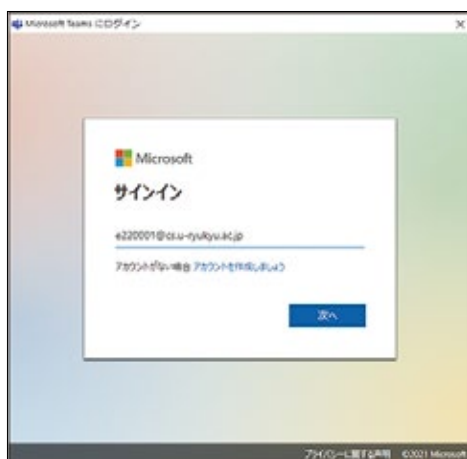 Microsoft Teams にログイン
Microsoft
サインイン
e220001@cs.u-ryukyu.ac.jp
アカウントがない場合 アカウントを作成しましょう
次へ
プライバシーに関する声明 ©2021 Microsoft